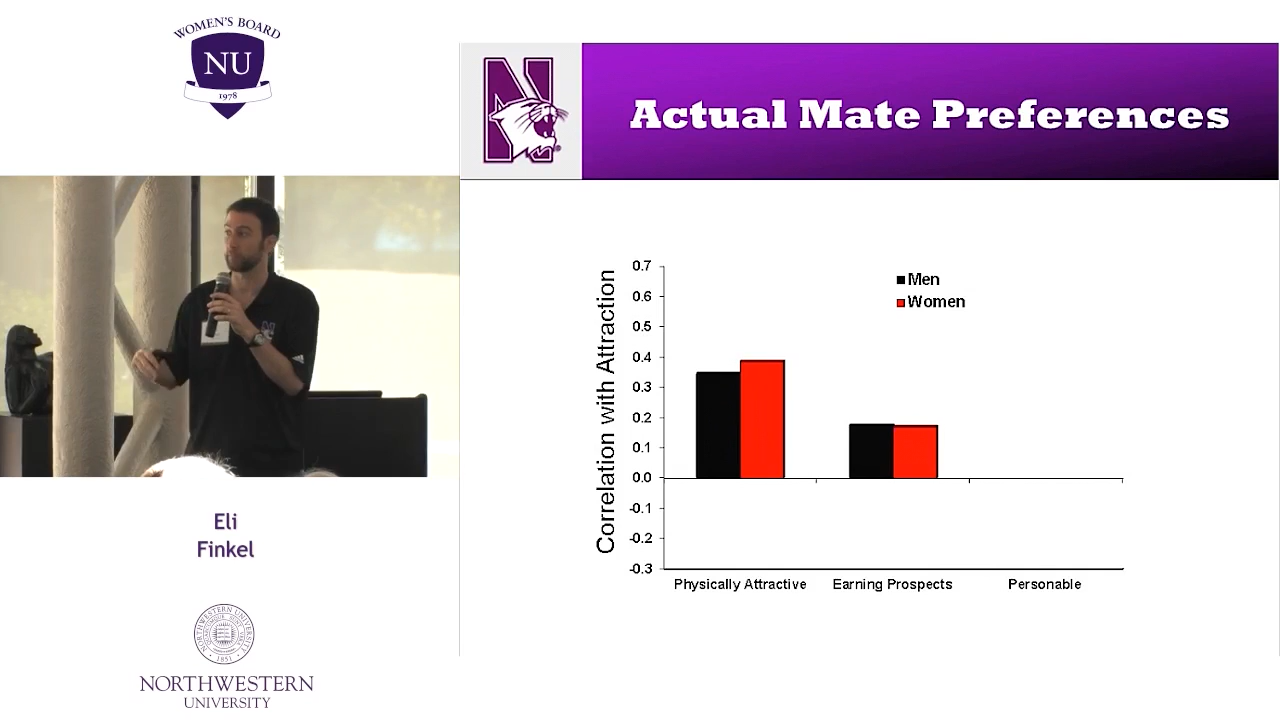 WOMEN'S BOARD
NU
1978
Eli
Finkel
NORTHWESTERN
UNIVERSITY
N
Actual Mate Preferences
Correlation with Attraction
0.7
0.6
0.5
0.4
0.3
0.2
0.1
0.0
-0.1
-0.2
-0.3
Men
Women
Physically Attractive
Earning Prospects
Personable